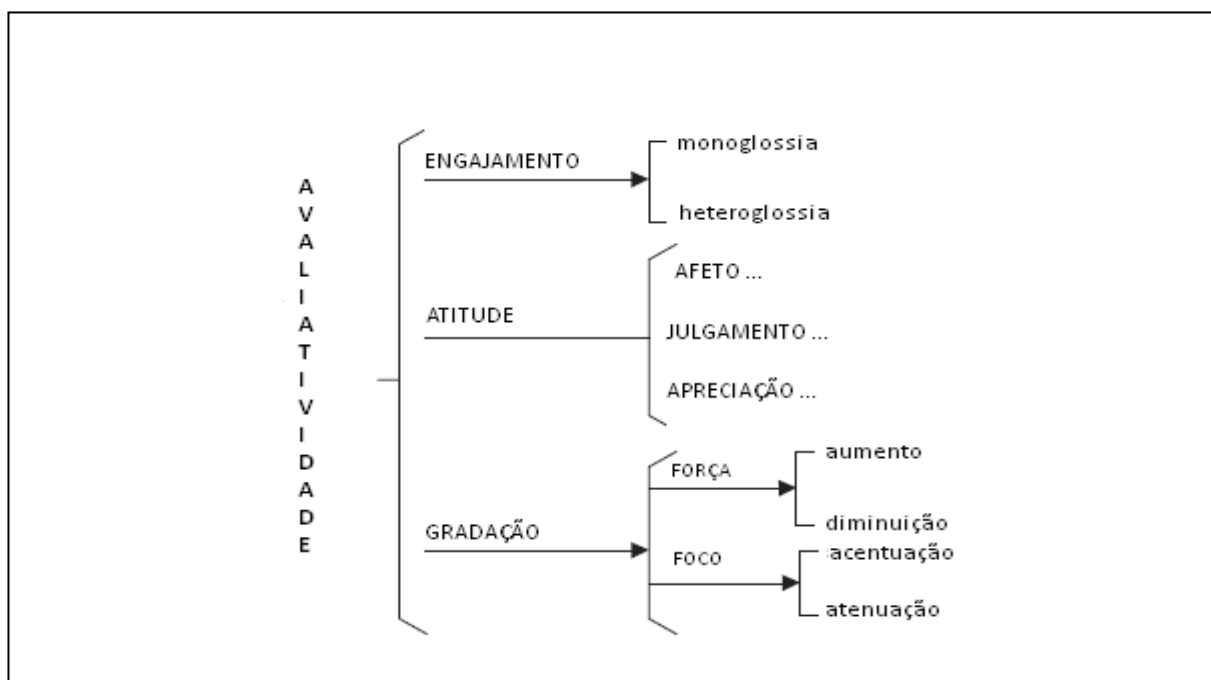 AVALIATIVIDADE
ENGAJAMENTO
monoglossia
heteroglossia
ATITUDE
AFETO ...
JULGAMENTO ...
APRECIAÇÃO ...
GRADAÇÃO
FORÇA
aumento
diminuição
FOCO
acentuação
atenuação